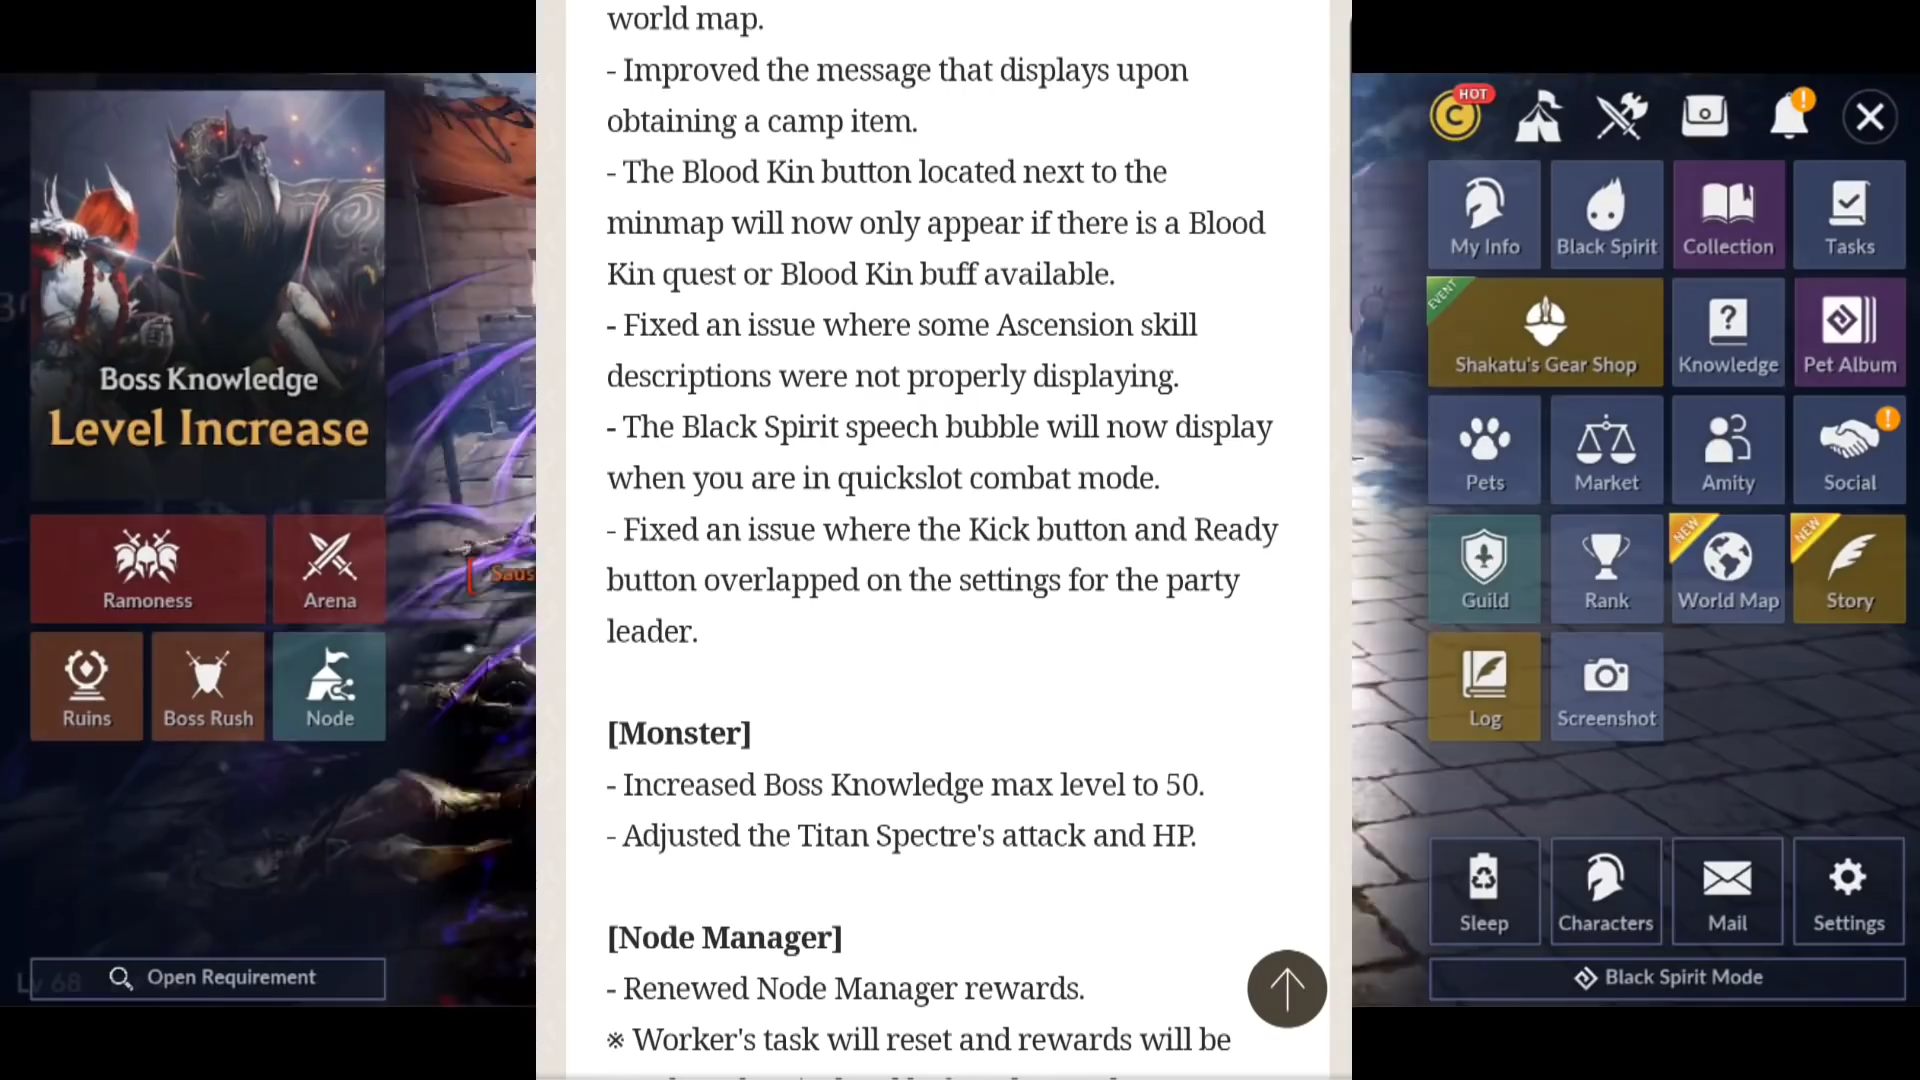 Boss Knowledge
Level Increase
Ramoness
Arena
Ruins
Boss Rush
Node
Lv 68
Open Requirement
Saus
world map.
- Improved the message that displays upon
obtaining a camp item.
- The Blood Kin button located next to the
minmap will now only appear if there is a Blood
Kin quest or Blood Kin buff available.
- Fixed an issue where some Ascension skill
descriptions were not properly displaying.
- The Black Spirit speech bubble will now display
when you are in quickslot combat mode.
- Fixed an issue where the Kick button and Ready
button overlapped on the settings for the party
leader.
[Monster]
- Increased Boss Knowledge max level to 50.
- Adjusted the Titan Spectre's attack and HP.
[Node Manager]
- Renewed Node Manager rewards.
※ Worker's task will reset and rewards will be
HOT
My Info
Black Spirit
Collection
Tasks
EVENT
Shakatu's Gear Shop
Knowledge
Pet Album
Pets
Market
Amity
Social
Guild
Rank
NEW
World Map
NEW
Story
Log
Screenshot
Sleep
Characters
Mail
Settings
Black Spirit Mode